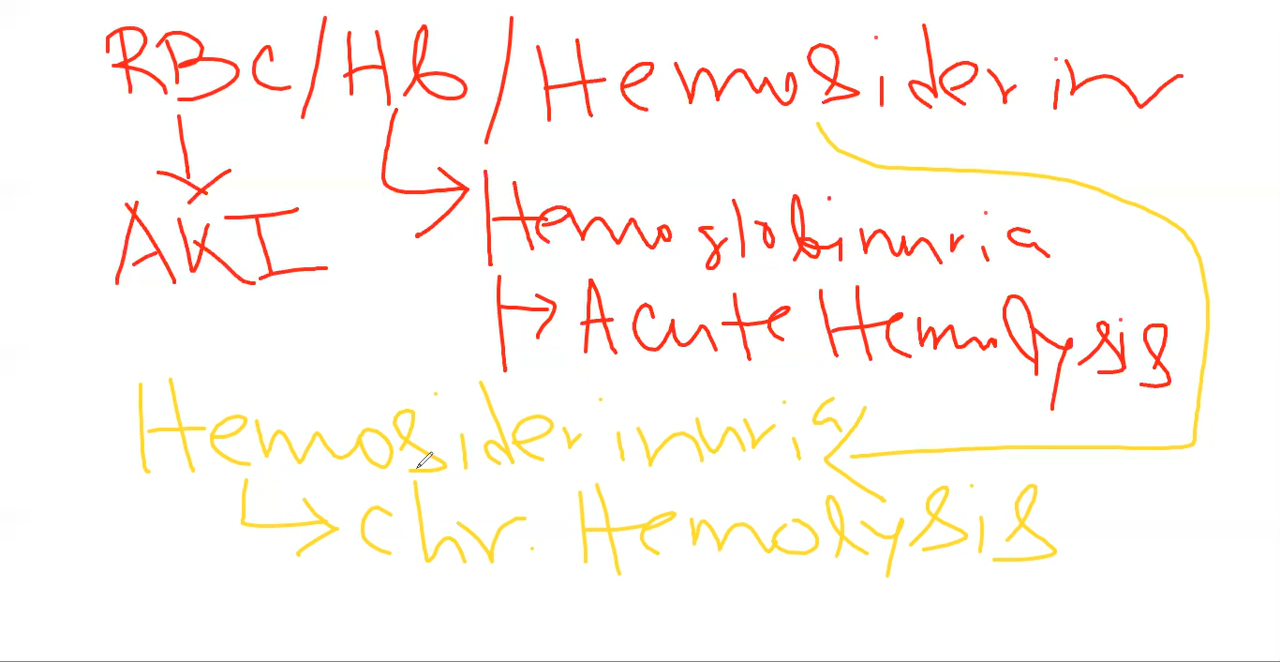 RBC/Hb/Hemosiderin
AKI
Hemoglobinuria
Acute Hemolysis
Hemosiderinuria
Chr. Hemolysis